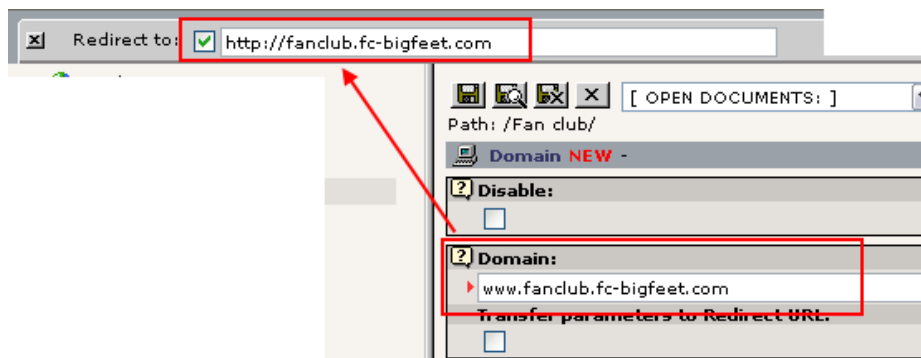 Redirect to: http://fanclub.fc-bigfeet.com
[ OPEN DOCUMENTS: ]
Path: /Fan club/
Domain NEW -
Disable:
Domain:
www.fanclub.fc-bigfeet.com
Transfer parameters to Redirect URL: